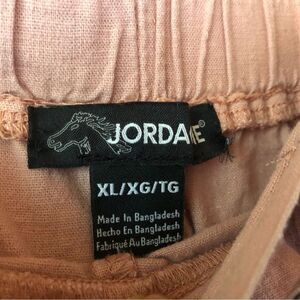 JORDACHE®
XL/XG/TG
Made In Bangladesh
Hecho En Bangladesh
Fabriqué Au Bangladesh